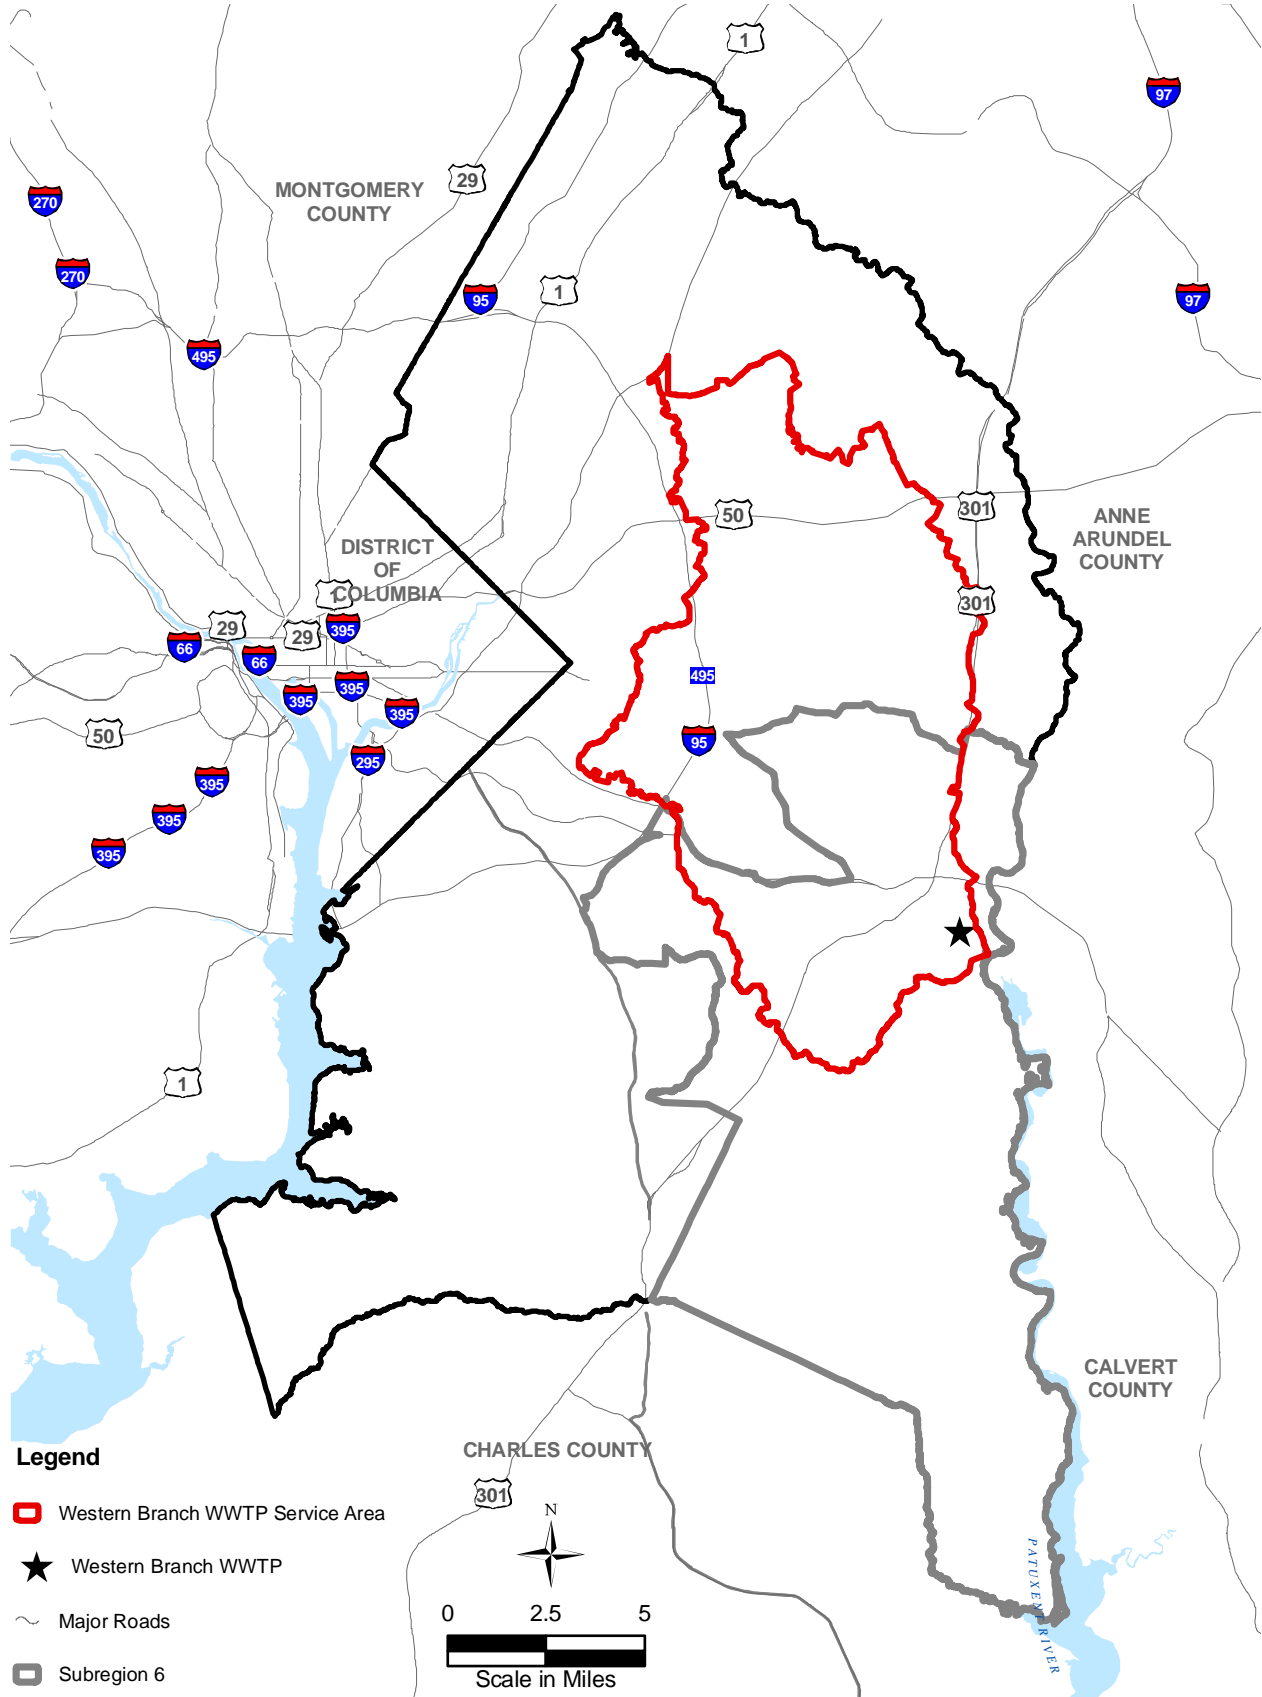 1
97
29
MONTGOMERY
COUNTY
270
270
95
1
97
495
50
301
ANNE
ARUNDEL
COUNTY
DISTRICT
OF
COLUMBIA
1
301
29
29
395
66
66
395
395
395
495
50
95
295
395
395
395
1
CALVERT
COUNTY
CHARLES COUNTY
301
N
PATUXENT RIVER
Legend
Western Branch WWTP Service Area
Western Branch WWTP
Major Roads
Subregion 6
0 2.5 5
Scale in Miles